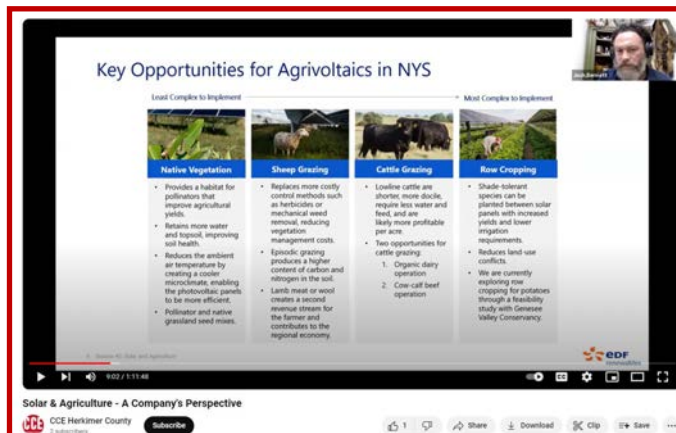 Key Opportunities for Agrivoltaics in NYS
Least Complex to Implement
Most Complex to Implement
Native Vegetation
• Provides a habitat for
pollinators that
improve agricultural
yields.
• Retains more water
and topsoil, improving
soil health.
• Reduces the ambient
air temperature by
creating a cooler
microclimate, enabling
the photovoltaic panels
to be more efficient.
• Pollinator and native
grassland seed mixes.
Sheep Grazing
• Replaces more costly
control methods such
as herbicides or
mechanical weed
removal, reducing
vegetation
management costs.
• Episodic grazing
produces a higher
content of carbon and
nitrogen in the soil.
• Lamb meat or wool
creates a second
revenue stream for
the farmer and
contributes to the
regional economy.
Cattle Grazing
• Lowline cattle are
shorter, more docile,
require less water and
feed, and are
likely more profitable
per acre.
• Two opportunities for
cattle grazing:
1. Organic dairy
operation
2. Cow-calf beef
operation
Row Cropping
• Shade-tolerant
species can be
planted between solar
panels with increased
yields and lower
irrigation
requirements.
• Reduces land-use
conflicts.
• We are currently
exploring row
cropping for potatoes
through a feasibility
study with Genesee
Valley Conservancy.
eDF
renewables
9:02 / 1:11:48
CC
Solar & Agriculture - A Company's Perspective
CCE
CCE Herkimer County
Subscribe
1
Share
Download
Clip
Save